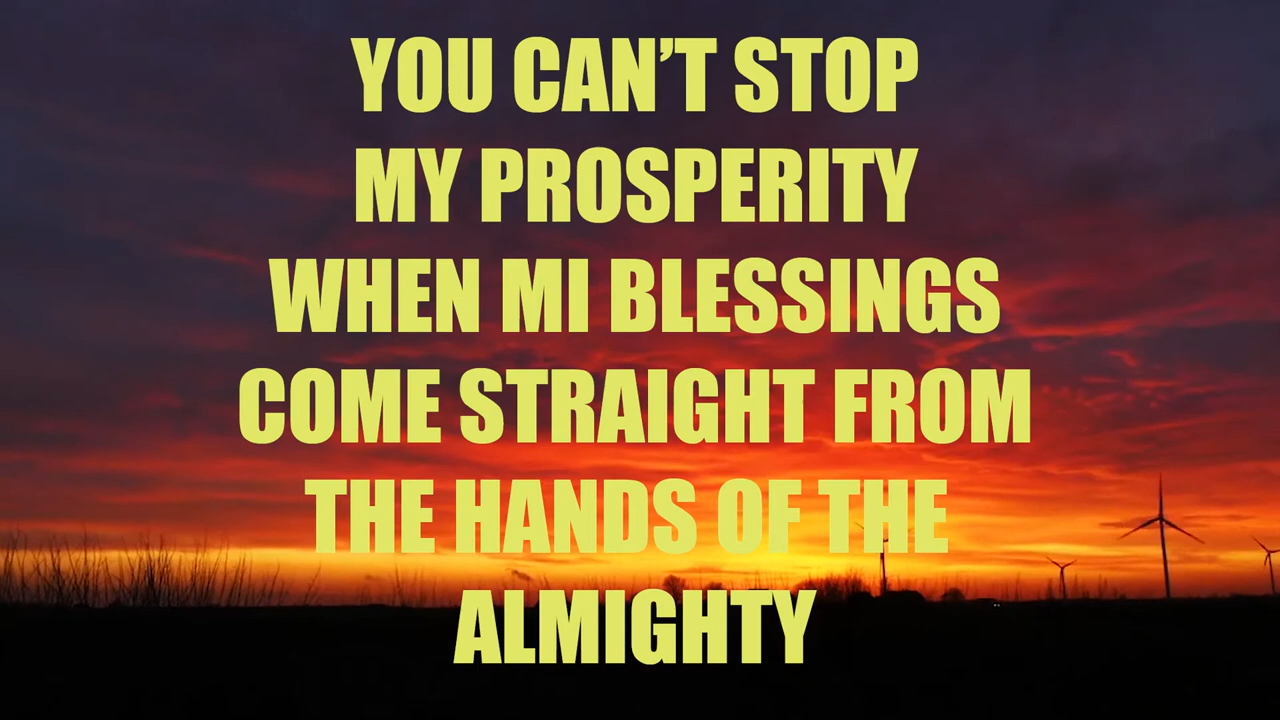 YOU CAN’T STOP
MY PROSPERITY
WHEN MI BLESSINGS
COME STRAIGHT FROM
THE HANDS OF THE
ALMIGHTY